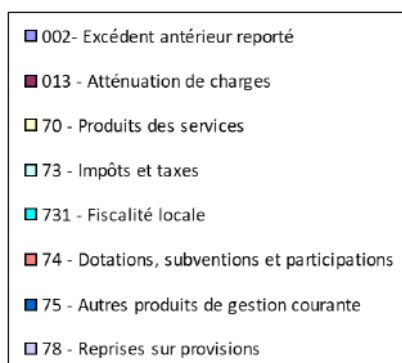 002- Excédent antérieur reporté
013 - Atténuation de charges
70 - Produits des services
73 - Impôts et taxes
731 - Fiscalité locale
74 - Dotations, subventions et participations
75 - Autres produits de gestion courante
78 - Reprises sur provisions